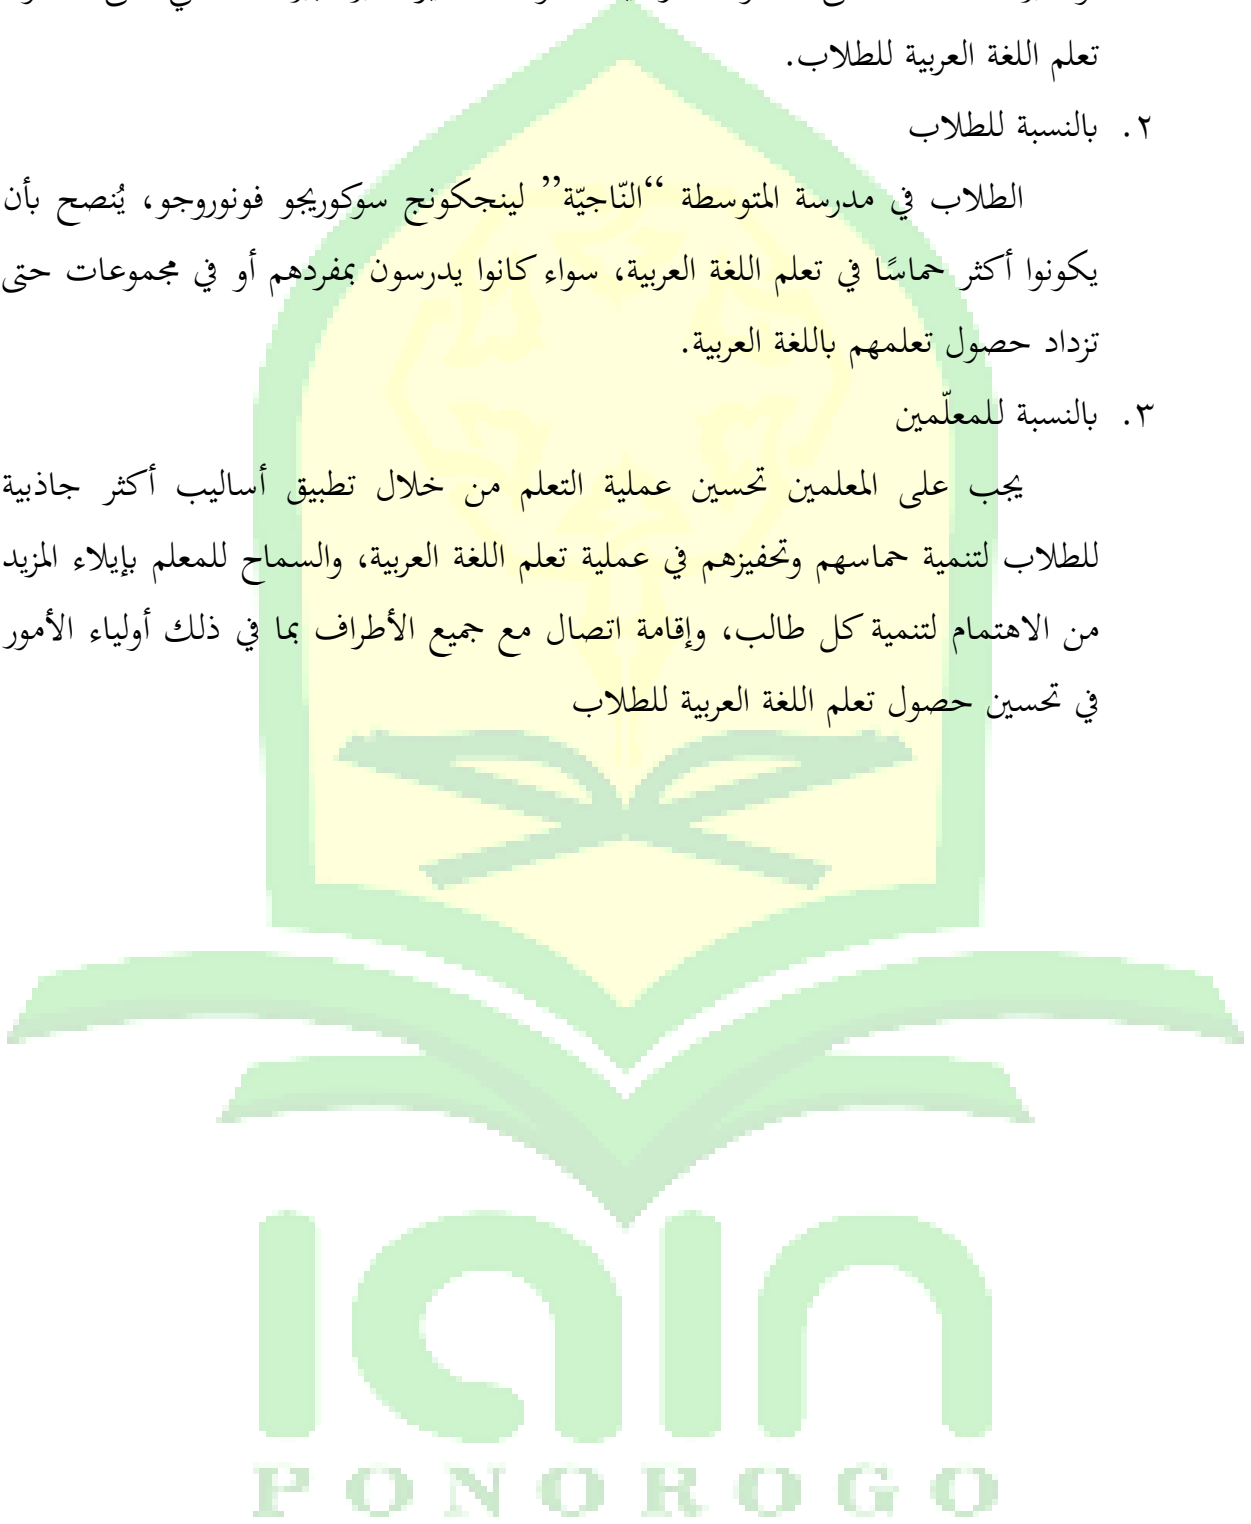 تعلم اللغة العربية للطلاب.
٢. بالنسبة للطلاب
الطلاب في مدرسة المتوسطة “النّاجيّة” لينجكونج سوكوريجو فونوروجو، يُنصح بأن
يكونوا أكثر حماسًا في تعلم اللغة العربية، سواء كانوا يدرسون بمفردهم أو في مجموعات حتى
تزداد حصول تعلمهم باللغة العربية.
٣. بالنسبة للمعلّمين
يجب على المعلمين تحسين عملية التعلم من خلال تطبيق أساليب أكثر جاذبية
للطلاب لتنمية حماسهم وتحفيزهم في عملية تعلم اللغة العربية، والسماح للمعلم بإيلاء المزيد
من الاهتمام لتنمية كل طالب، وإقامة اتصال مع جميع الأطراف بما في ذلك أولياء الأمور
في تحسين حصول تعلم اللغة العربية للطلاب
iain
PONOROGO